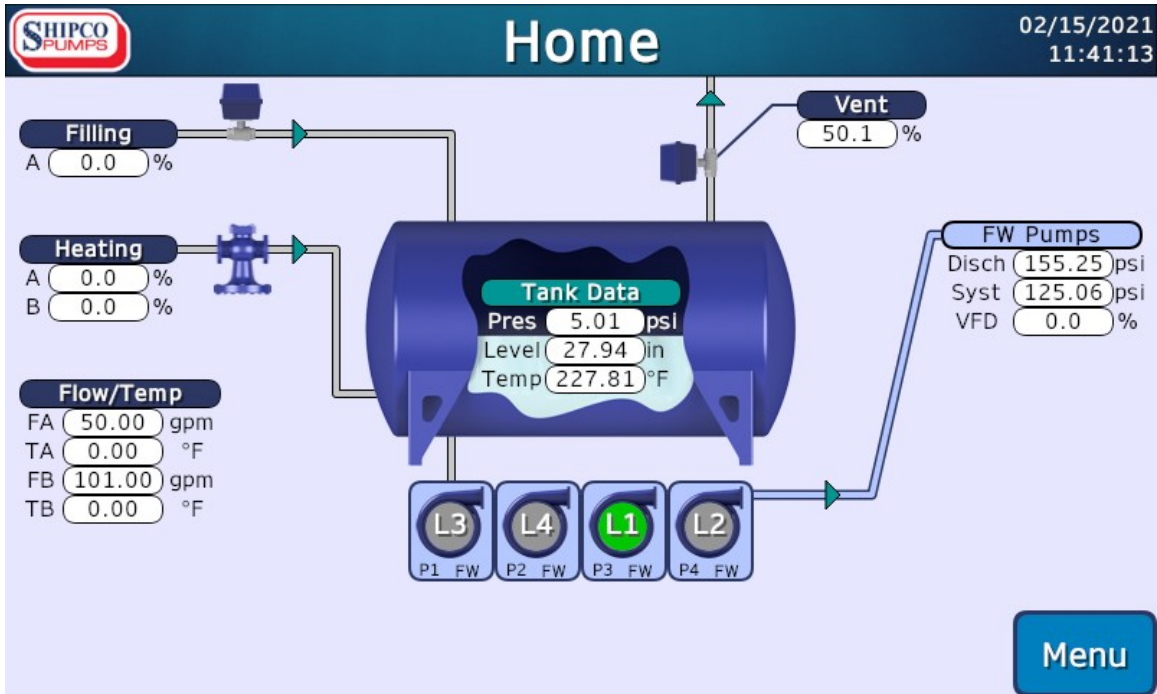 SHIPCO
PUMPS
Home
02/15/2021
11:41:13
Filling
A 0.0 %
Vent
50.1 %
Heating
A 0.0 %
B 0.0 %
FW Pumps
Disch 155.25 psi
Syst 125.06 psi
VFD 0.0 %
Tank Data
Pres 5.01 psi
Level 27.94 in
Temp 227.81 °F
Flow/Temp
FA 50.00 gpm
TA 0.00 °F
FB 101.00 gpm
TB 0.00 °F
L3 L4 L1 L2
P1 FW P2 FW P3 FW P4 FW
Menu